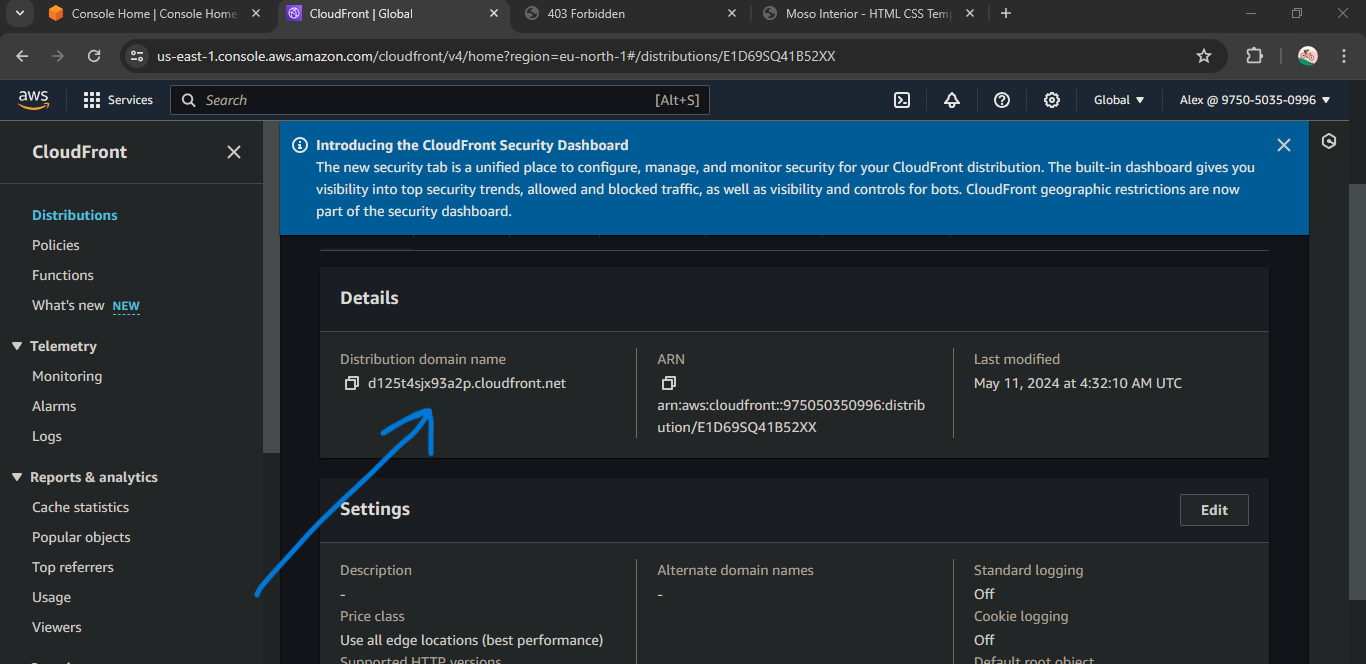 Console Home | Console Home
CloudFront | Global
403 Forbidden
Moso Interior - HTML CSS Temp
us-east-1.console.aws.amazon.com/cloudfront/v4/home?region=eu-north-1#/distributions/E1D69SQ41B52XX
aws
Services
Search
[Alt+S]
Global
Alex @ 9750-5035-0996
CloudFront
Distributions
Policies
Functions
What's new NEW
Telemetry
Monitoring
Alarms
Logs
Reports & analytics
Cache statistics
Popular objects
Top referrers
Usage
Viewers
Introducing the CloudFront Security Dashboard
The new security tab is a unified place to configure, manage, and monitor security for your CloudFront distribution. The built-in dashboard gives you
visibility into top security trends, allowed and blocked traffic, as well as visibility and controls for bots. CloudFront geographic restrictions are now
part of the security dashboard.
Details
Distribution domain name
d125t4sjx93a2p.cloudfront.net
ARN
arn:aws:cloudfront::975050350996:distrib
ution/E1D69SQ41B52XX
Last modified
May 11, 2024 at 4:32:10 AM UTC
Settings
Edit
Description
-
Price class
Use all edge locations (best performance)
Supported HTTP versions
Alternate domain names
-
Standard logging
Off
Cookie logging
Off
Default root object